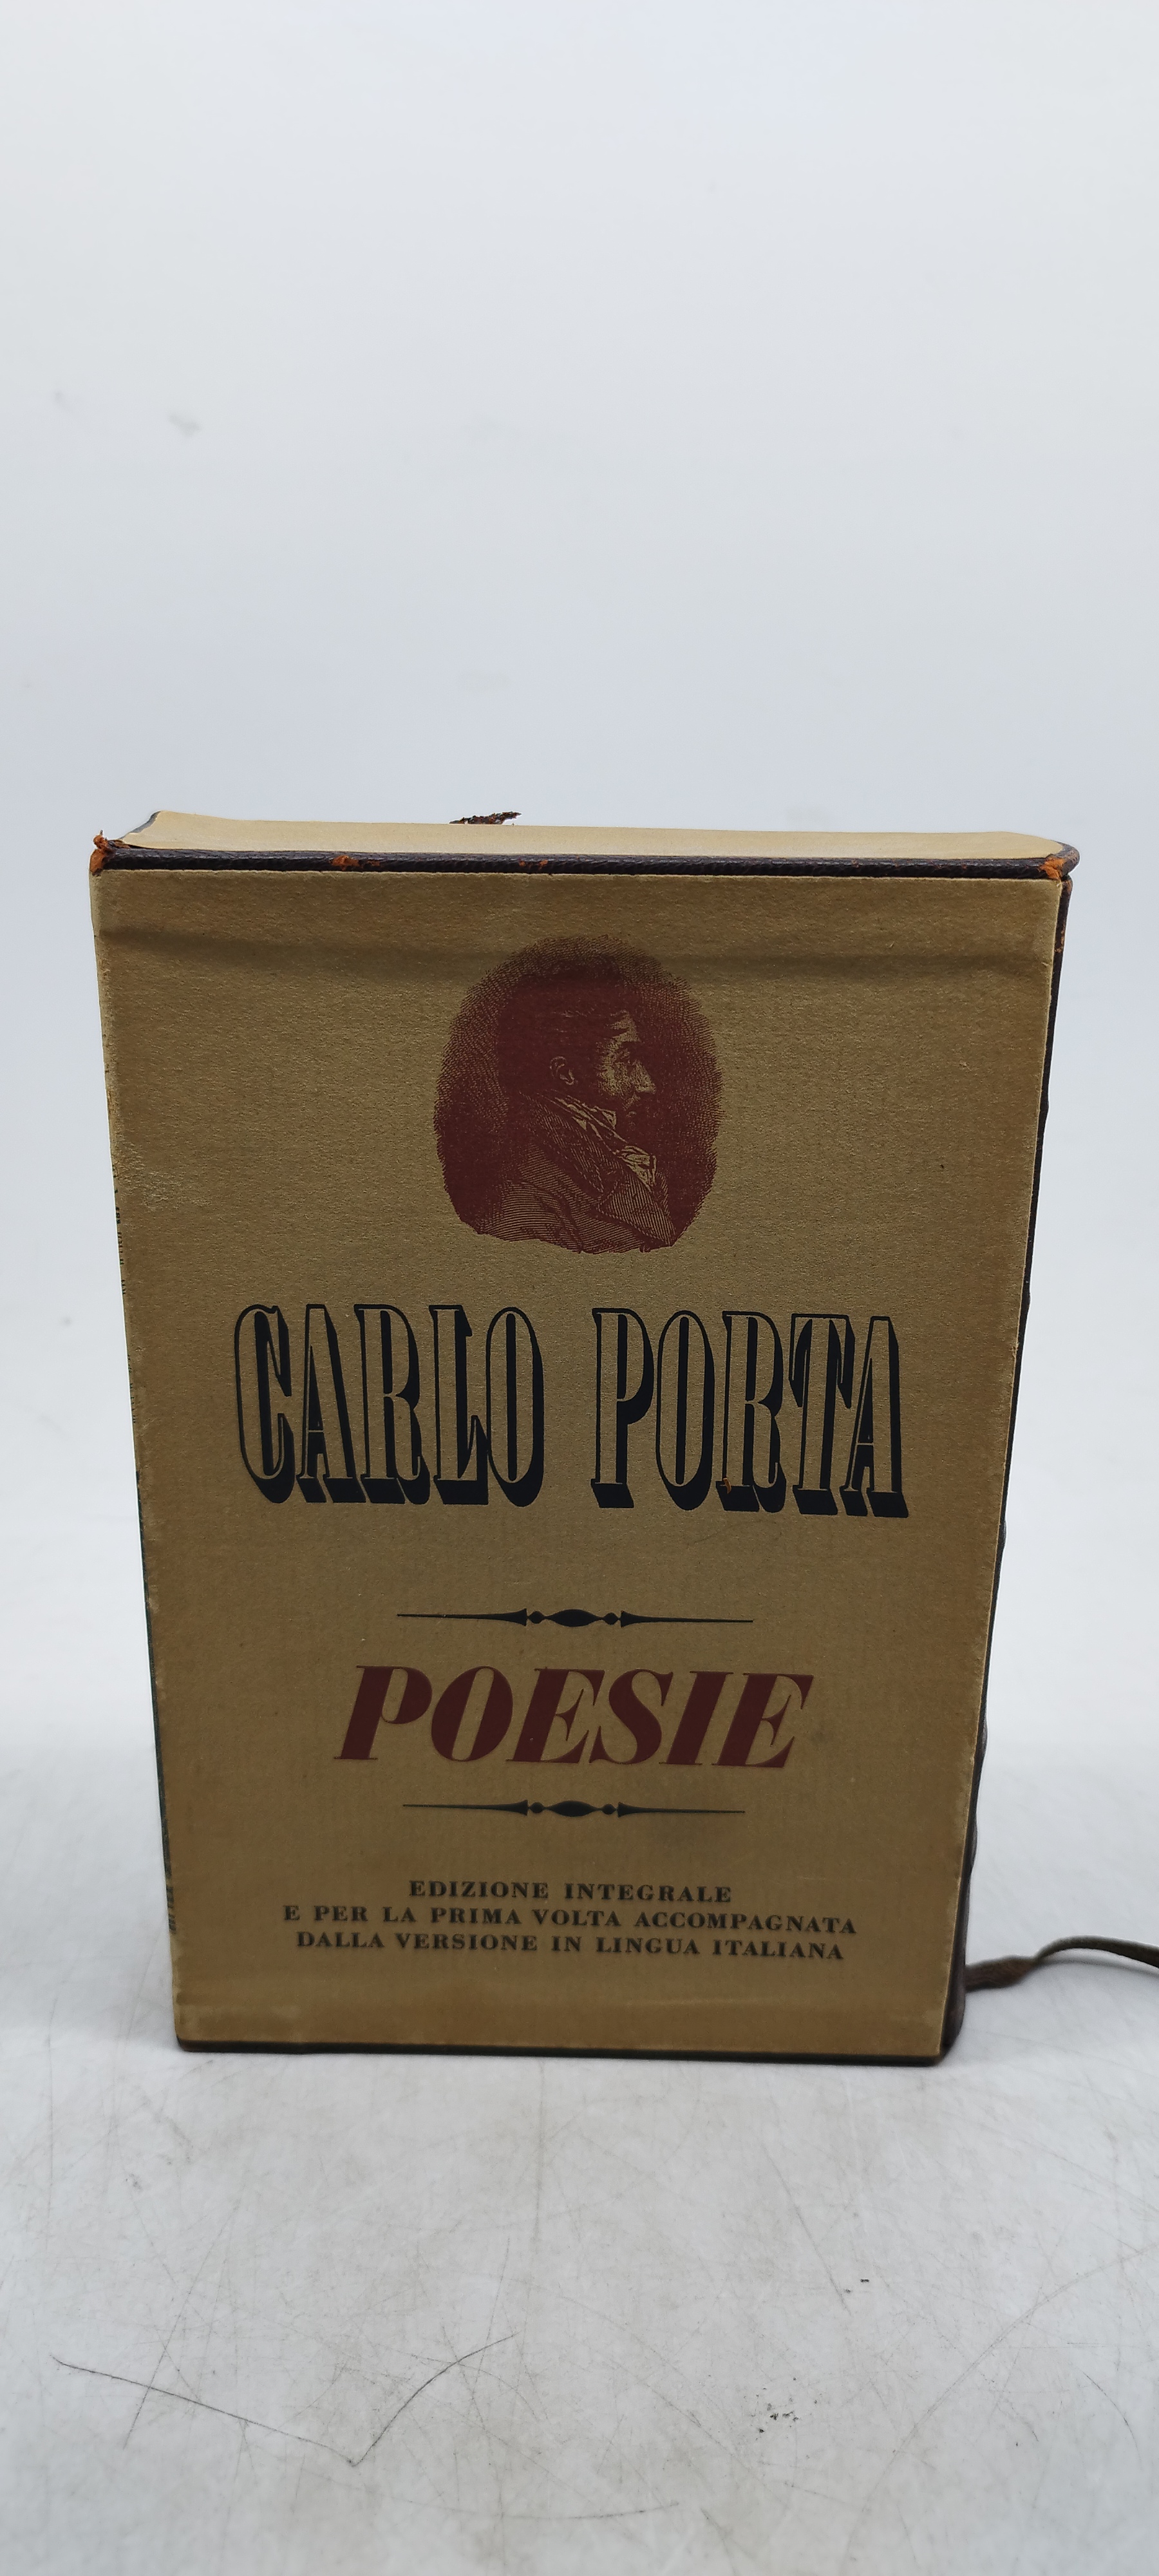 CARLO PORTA
POESIE
EDIZIONE INTEGRALE
E PER LA PRIMA VOLTA ACCOMPAGNATA
DALLA VERSIONE IN LINGUA ITALIANA